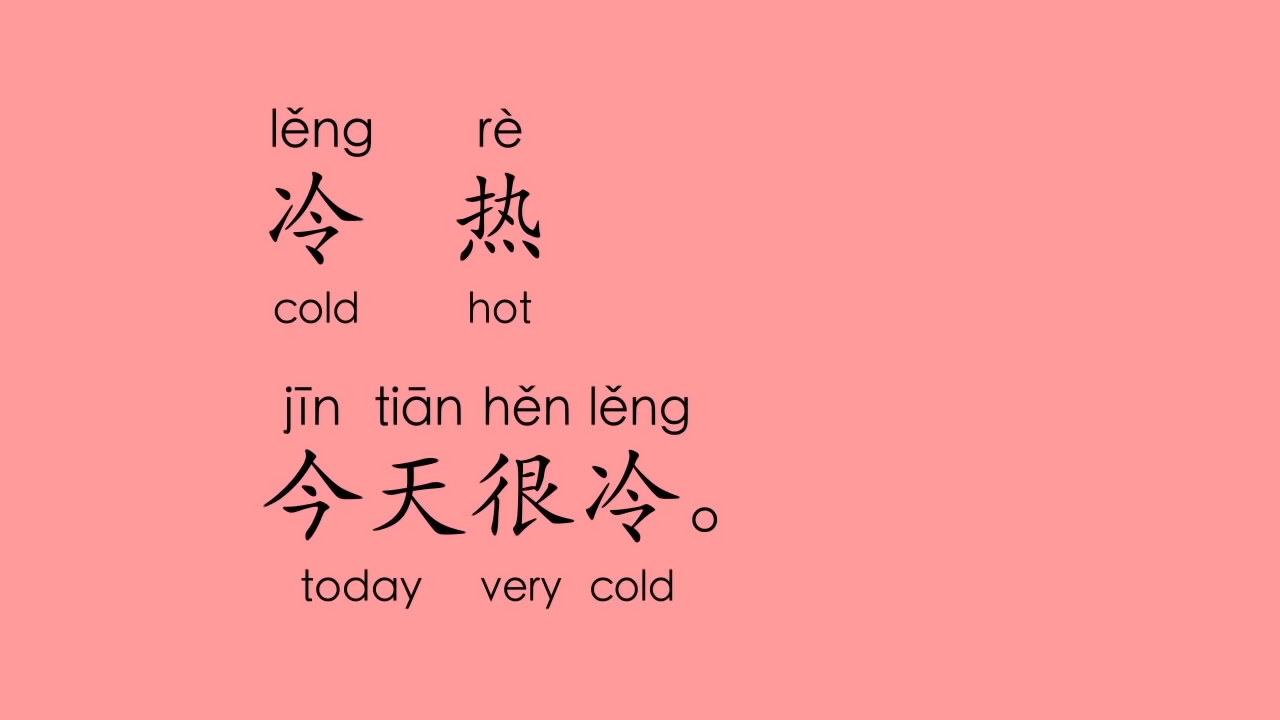 lěng rè
冷 热
cold hot
jīn tiān hěn lěng
今天很冷。
today very cold